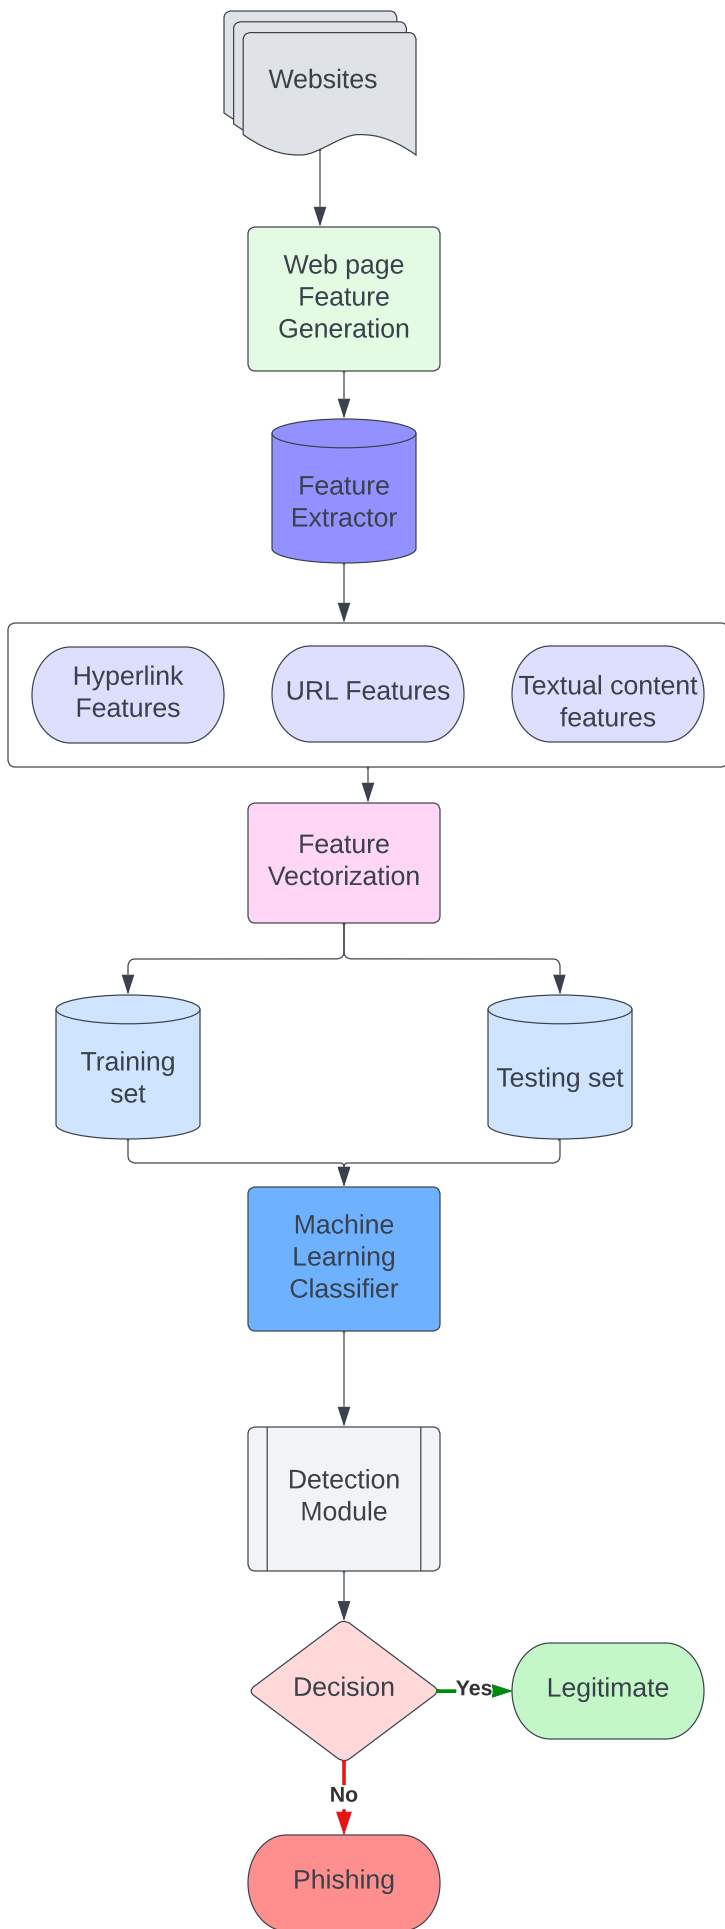 Websites
Web page
Feature
Generation
Feature
Extractor
Hyperlink
Features
URL Features
Textual content
features
Feature
Vectorization
Training
set
Testing set
Machine
Learning
Classifier
Detection
Module
Decision
Yes
Legitimate
No
Phishing